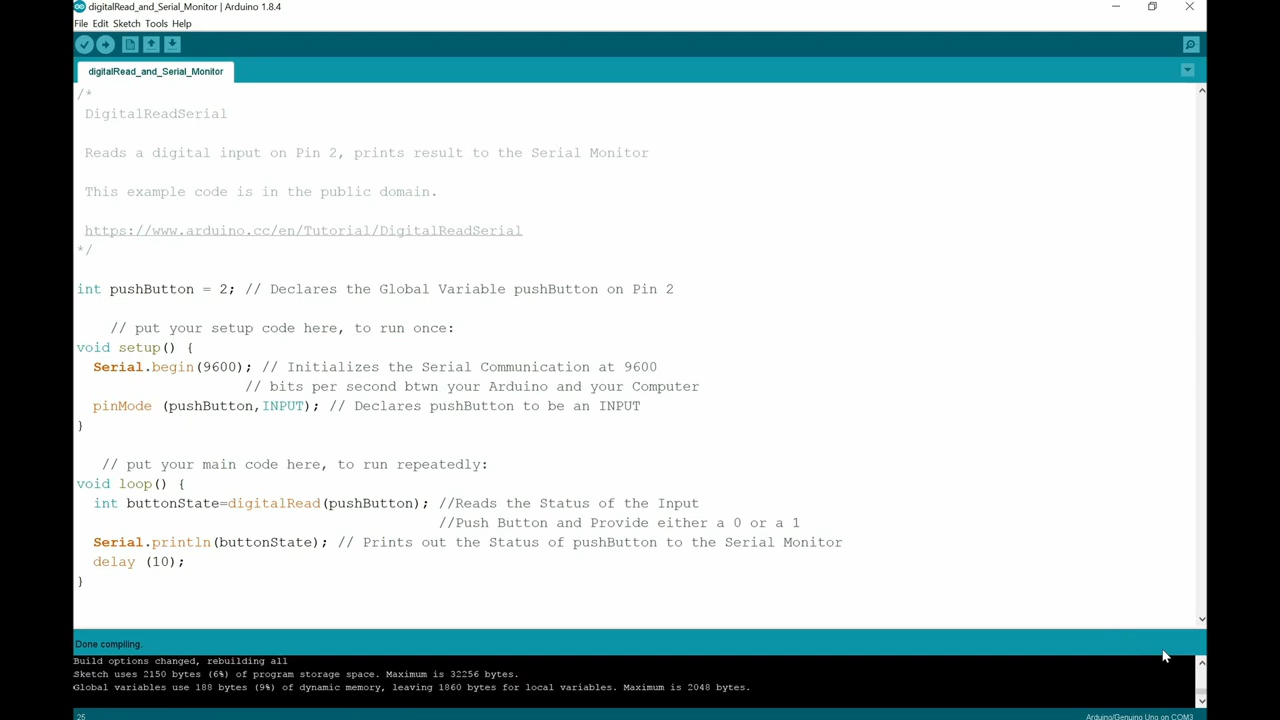 digitalRead_and_Serial_Monitor | Arduino 1.8.4
File Edit Sketch Tools Help
digitalRead_and_Serial_Monitor
/*
DigitalReadSerial
Reads a digital input on Pin 2, prints result to the Serial Monitor
This example code is in the public domain.
https://www.arduino.cc/en/Tutorial/DigitalReadSerial
*/
int pushButton = 2; // Declares the Global Variable pushButton on Pin 2
// put your setup code here, to run once:
void setup() {
Serial.begin(9600); // Initializes the Serial Communication at 9600
// bits per second btwn your Arduino and your Computer
pinMode (pushButton,INPUT); // Declares pushButton to be an INPUT
}
// put your main code here, to run repeatedly:
void loop() {
int buttonState=digitalRead(pushButton); //Reads the Status of the Input
//Push Button and Provide either a 0 or a 1
Serial.println(buttonState); // Prints out the Status of pushButton to the Serial Monitor
delay (10);
}
Done compiling.
Build options changed, rebuilding all
Sketch uses 2150 bytes (6%) of program storage space. Maximum is 32256 bytes.
Global variables use 188 bytes (9%) of dynamic memory, leaving 1860 bytes for local variables. Maximum is 2048 bytes.
25
Arduino/Genuino Uno on COM3